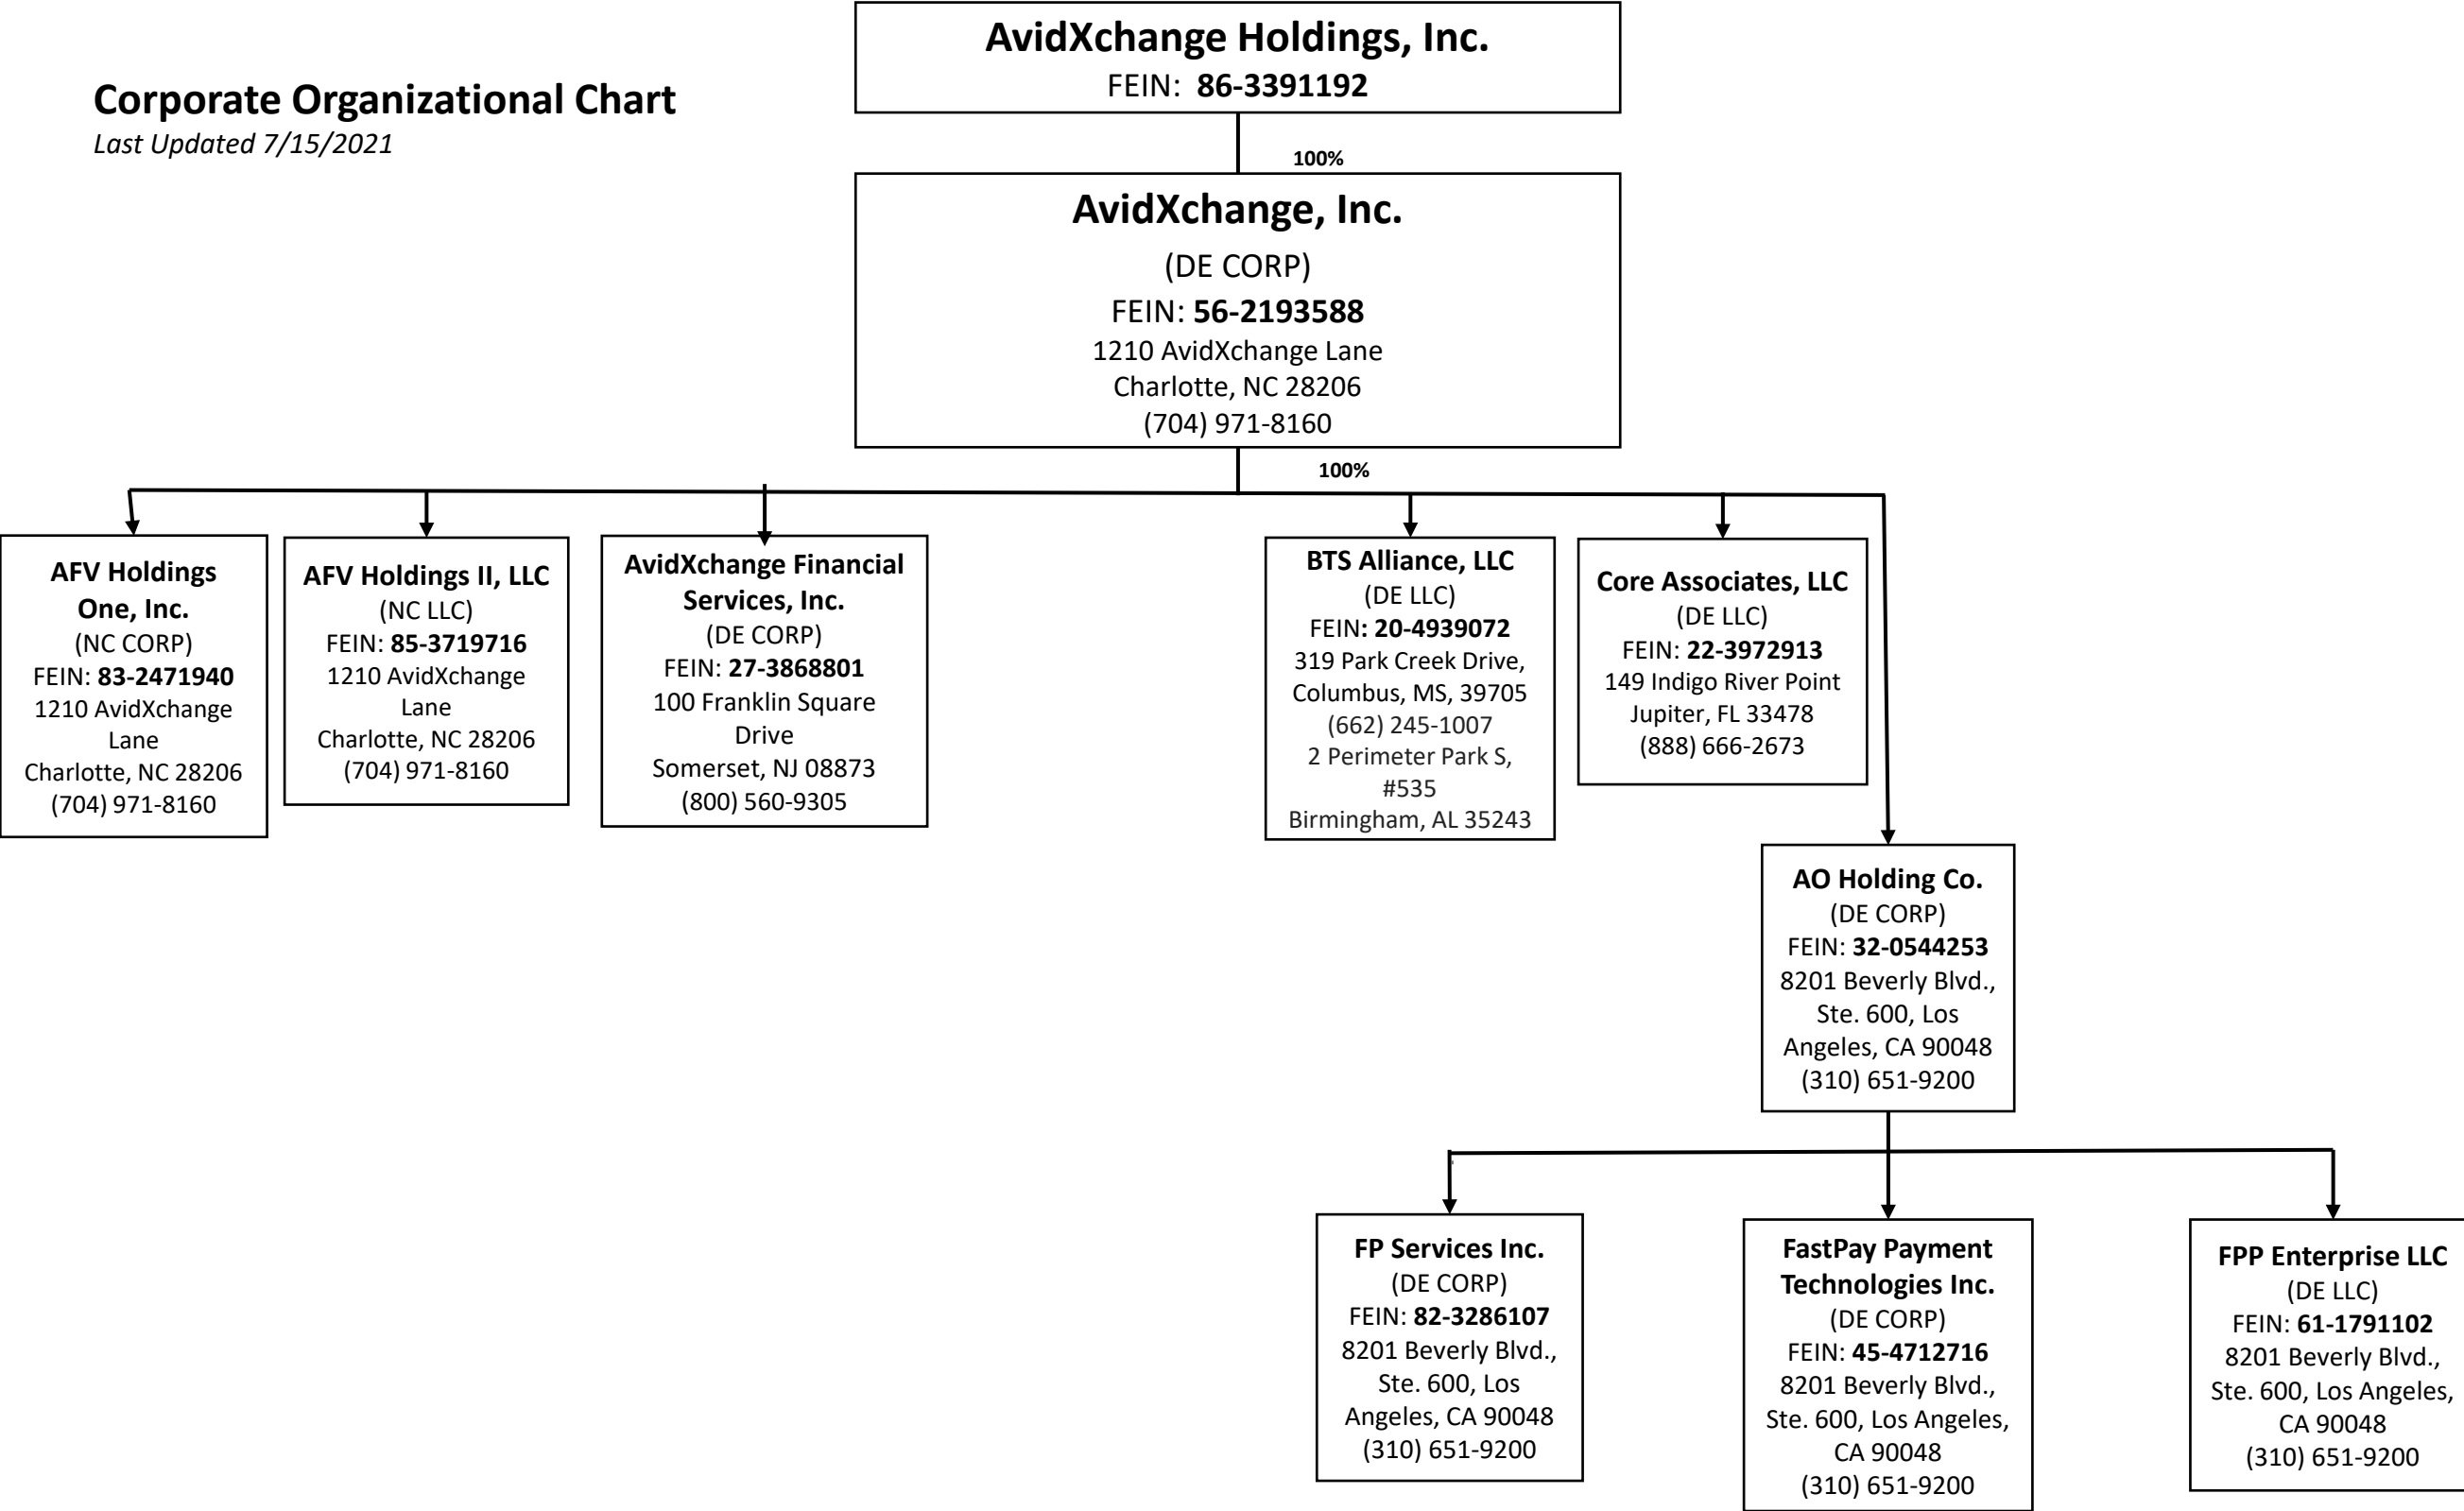 AvidXchange Holdings, Inc.
FEIN: 86-3391192
Corporate Organizational Chart
Last Updated 7/15/2021
100%
AvidXchange, Inc.
(DE CORP)
FEIN: 56-2193588
1210 AvidXchange Lane
Charlotte, NC 28206
(704) 971-8160
100%
AFV Holdings
One, Inc.
(NC CORP)
FEIN: 83-2471940
1210 AvidXchange
Lane
Charlotte, NC 28206
(704) 971-8160
AFV Holdings II, LLC
(NC LLC)
FEIN: 85-3719716
1210 AvidXchange
Lane
Charlotte, NC 28206
(704) 971-8160
AvidXchange Financial
Services, Inc.
(DE CORP)
FEIN: 27-3868801
100 Franklin Square
Drive
Somerset, NJ 08873
(800) 560-9305
BTS Alliance, LLC
(DE LLC)
FEIN: 20-4939072
319 Park Creek Drive,
Columbus, MS, 39705
(662) 245-1007
2 Perimeter Park S,
#535
Birmingham, AL 35243
Core Associates, LLC
(DE LLC)
FEIN: 22-3972913
149 Indigo River Point
Jupiter, FL 33478
(888) 666-2673
AO Holding Co.
(DE CORP)
FEIN: 32-0544253
8201 Beverly Blvd.,
Ste. 600, Los
Angeles, CA 90048
(310) 651-9200
FP Services Inc.
(DE CORP)
FEIN: 82-3286107
8201 Beverly Blvd.,
Ste. 600, Los
Angeles, CA 90048
(310) 651-9200
FastPay Payment
Technologies Inc.
(DE CORP)
FEIN: 45-4712716
8201 Beverly Blvd.,
Ste. 600, Los Angeles,
CA 90048
(310) 651-9200
FPP Enterprise LLC
(DE LLC)
FEIN: 61-1791102
8201 Beverly Blvd.,
Ste. 600, Los Angeles,
CA 90048
(310) 651-9200